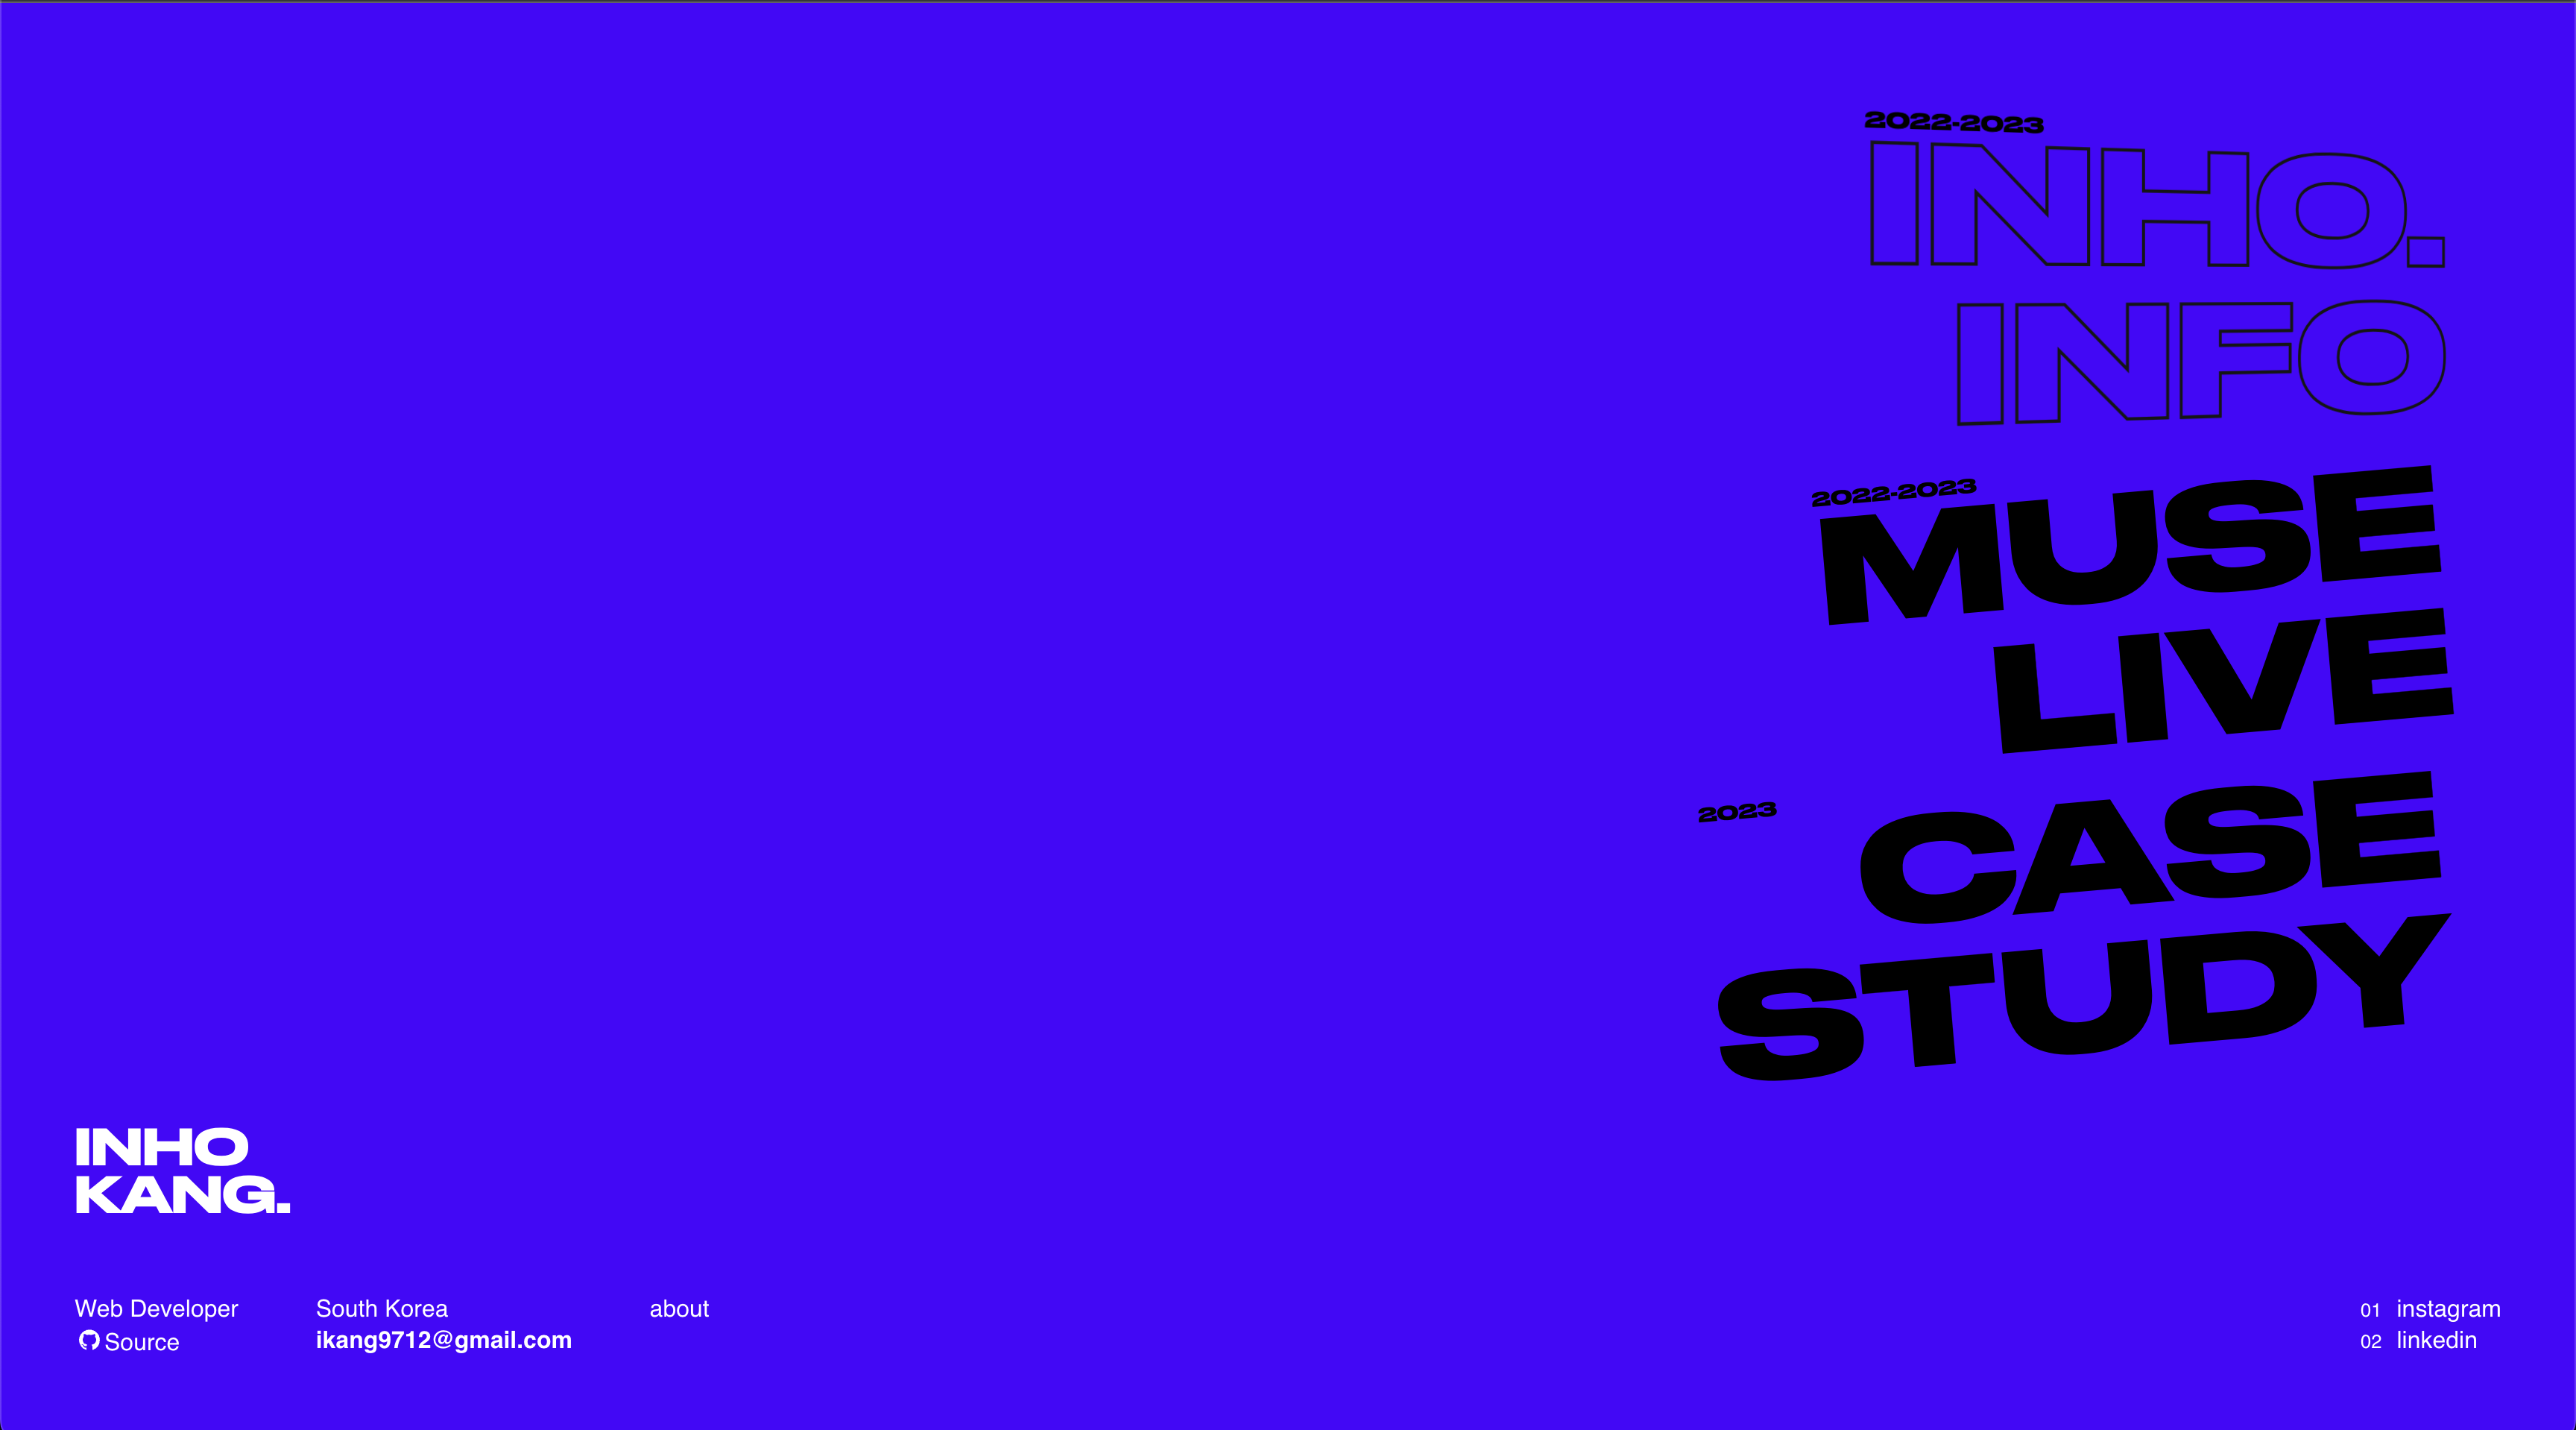 2022-2023
INHO.
INFO
2022-2023
MUSE
LIVE
2023
CASE
STUDY
INHO
KANG.
Web Developer
Source
South Korea
ikang9712@gmail.com
about
01 instagram
02 linkedin